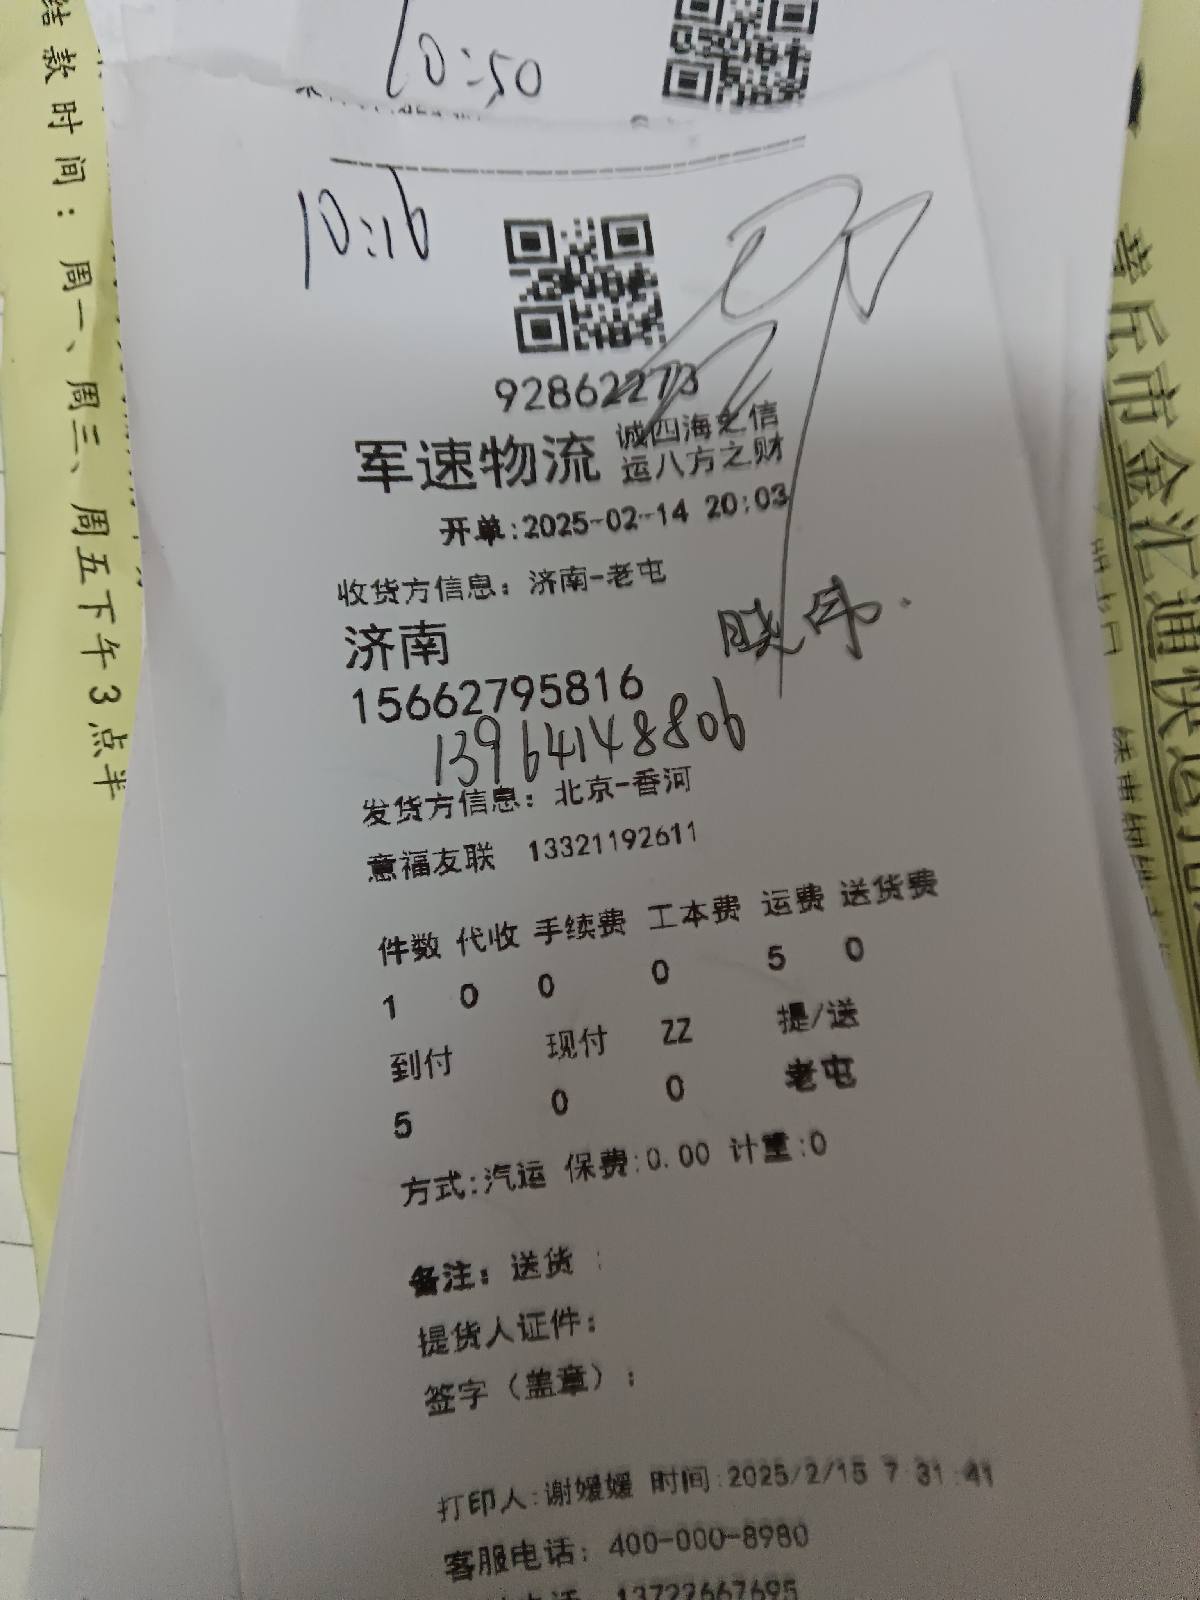 10:50
10:16
92862273
军速物流
诚四海之信
运八方之财
开单:2025-02-14 20:03
收货方信息：济南-老屯
济南
晓伟.
15662795816
13964148806
发货方信息：北京-香河
意福友联 13321192611
件数 代收 手续费 工本费 运费 送货费
1 0 0 0 5 0
到付 现付 ZZ 提/送
5 0 0 老屯
方式:汽运 保费:0.00 计重:0
备注：送货 :
提货人证件：
签字（盖章）：
打印人:谢媛媛 时间:2025/2/15 7:31:41
客服电话：400-000-8980
13722667695
结款时间：周一、周三、周五下午3点半
市金汇通快运